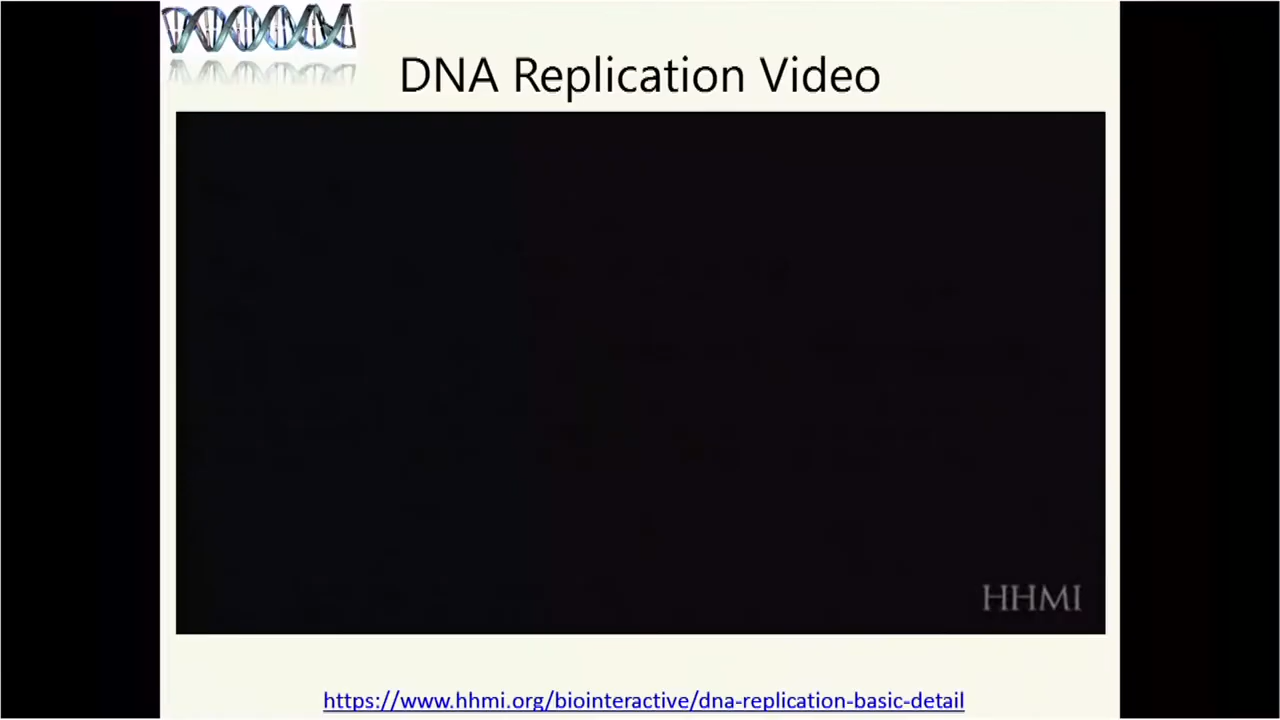 DNA Replication Video
HHMI
https://www.hhmi.org/biointeractive/dna-replication-basic-detail